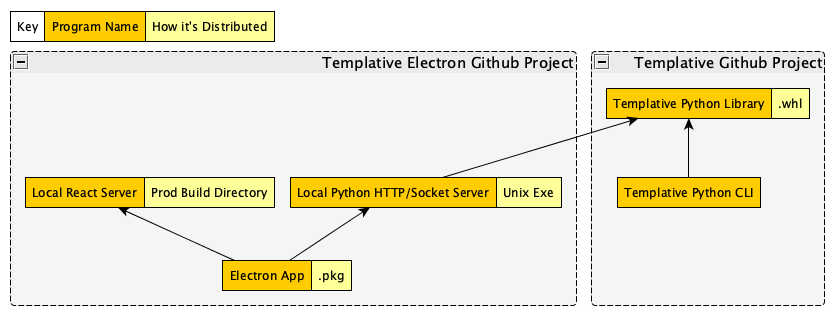 Key Program Name How it's Distributed
Templative Electron Github Project
Templative Github Project
Templative Python Library .whl
Local React Server Prod Build Directory
Local Python HTTP/Socket Server Unix Exe
Templative Python CLI
Electron App .pkg